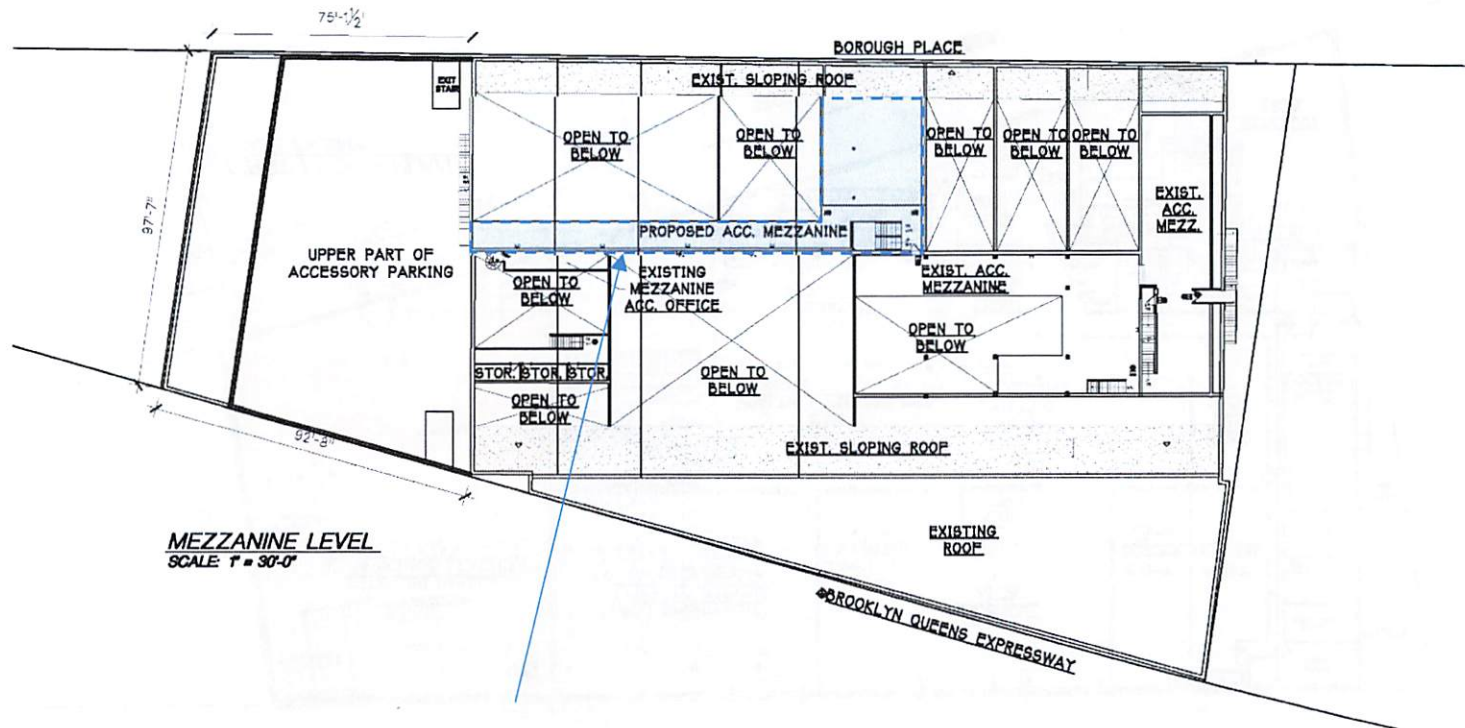 75'-1½"
BOROUGH PLACE
EXIT
STAIR
EXIST. SLOPING ROOF
OPEN TO
BELOW
OPEN TO
BELOW
OPEN TO
BELOW
OPEN TO
BELOW
OPEN TO
BELOW
EXIST.
ACC.
MEZZ.
97'-7"
UPPER PART OF
ACCESSORY PARKING
PROPOSED ACC. MEZZANINE
EXISTING
MEZZANINE
ACC. OFFICE
OPEN TO
BELOW
EXIST. ACC.
MEZZANINE
OPEN TO
BELOW
STOR.
STOR.
STOR.
OPEN TO
BELOW
OPEN TO
BELOW
92'-8"
EXIST. SLOPING ROOF
MEZZANINE LEVEL
SCALE: 1" = 30'-0"
EXISTING
ROOF
BROOKLYN QUEENS EXPRESSWAY